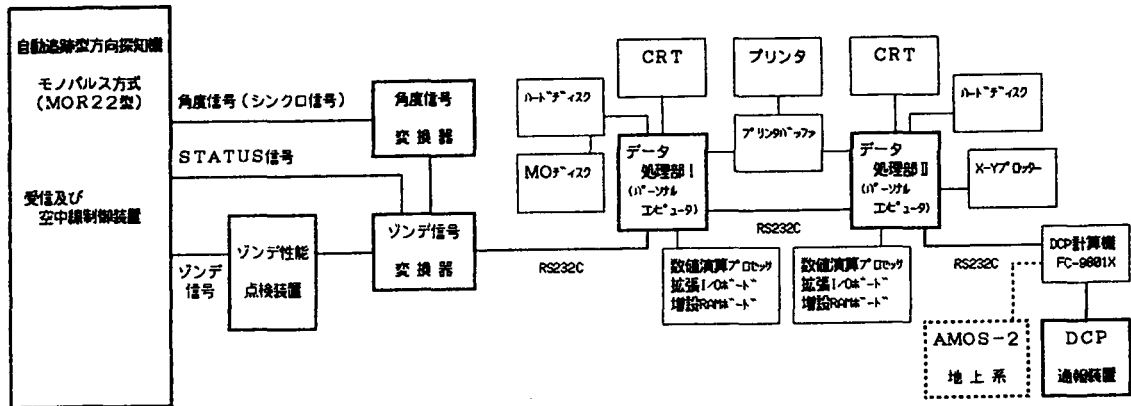 自動追跡型方向探知機
モノパルス方式
(MOR22型)
受信及び
空中線制御装置
角度信号(シンクロ信号)
STATUS信号
ゾンデ
信号
ゾンデ性能
点検装置
角度信号
変換器
ゾンデ信号
変換器
RS232C
ハードディスク
MOディスク
CRT
データ
処理部Ⅰ
(パーソナル
コンピュータ)
数値演算プロセッサ
拡張I/Oボード
増設RAMボード
プリンタ
プリンタバッファ
RS232C
CRT
データ
処理部Ⅱ
(パーソナル
コンピュータ)
数値演算プロセッサ
拡張I/Oボード
増設RAMボード
ハードディスク
X-Yプロッター
RS232C
DCP計算機
FC-9801X
AMOS-2
地上系
DCP
通報装置